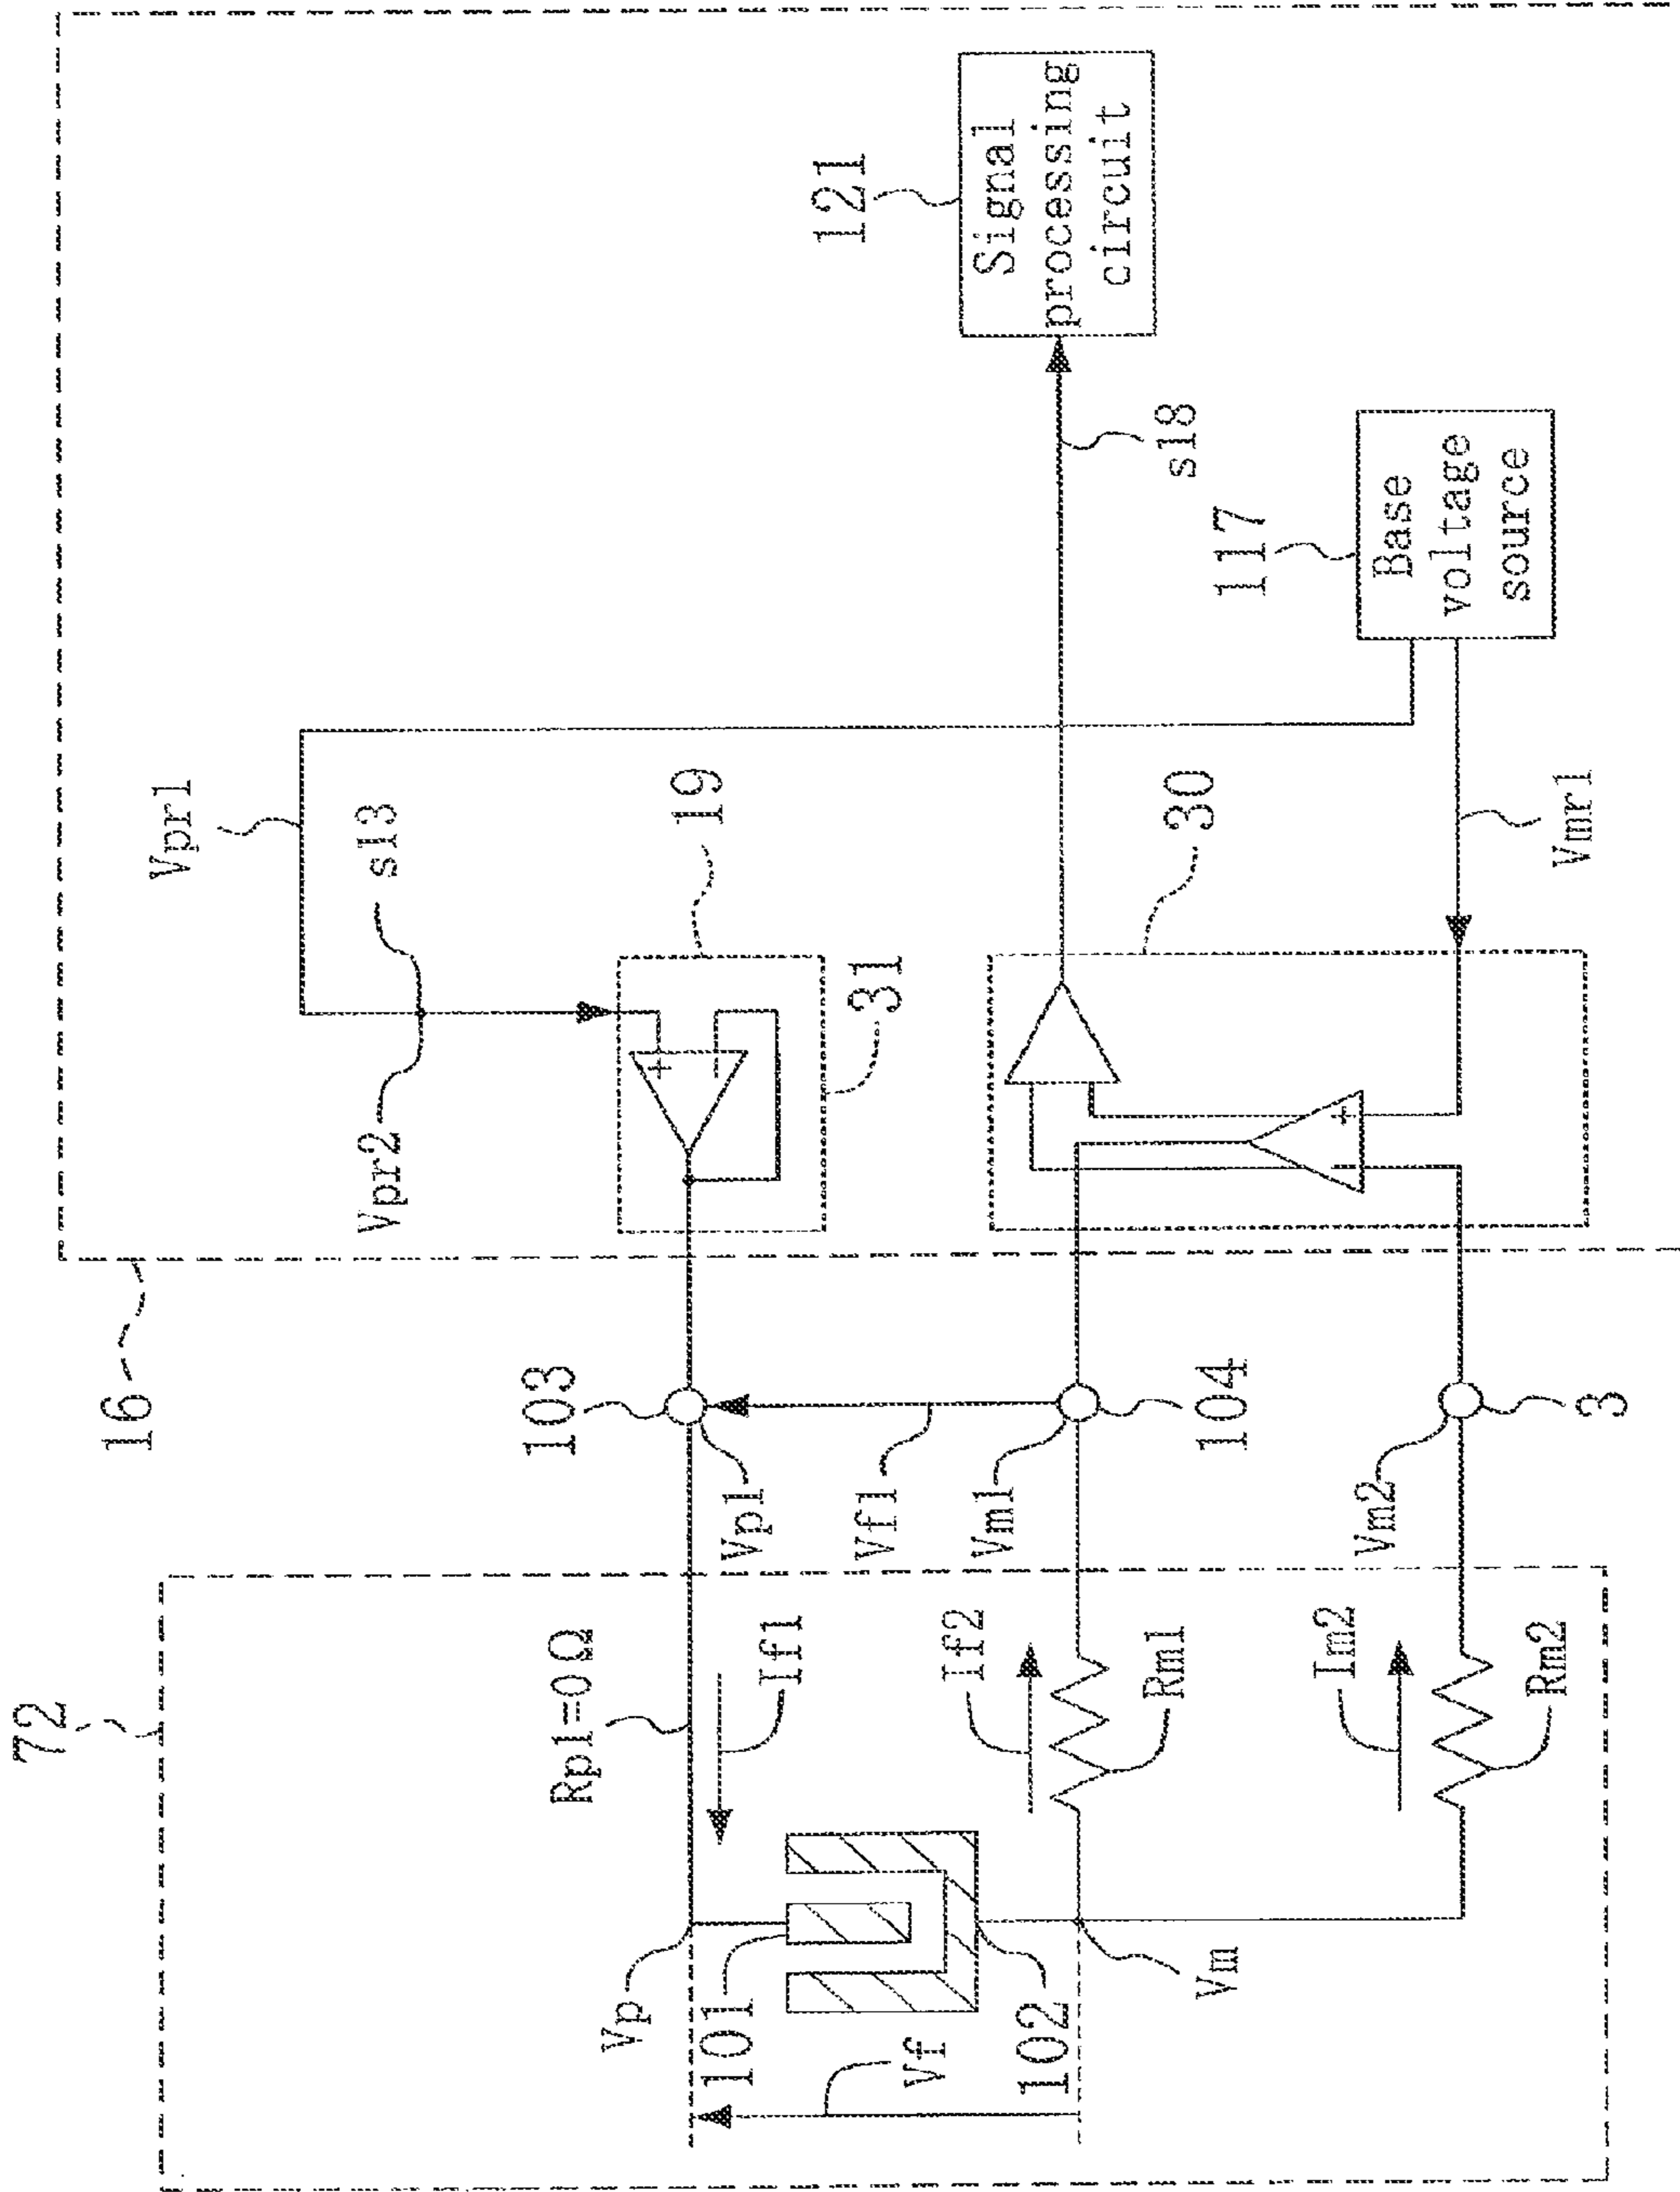 72
16
Vpr1
Vpr2
s13
Rp1=0Ω
103
19
31
Vp
If1
Vp1
101
121
Signal
processing
circuit
Vf
Vf1
102
If2
Vm1
104
30
s18
Rm1
Vm
117
Base
voltage
source
Im2
Vm2
Vmr1
Rm2
3
+
−
+